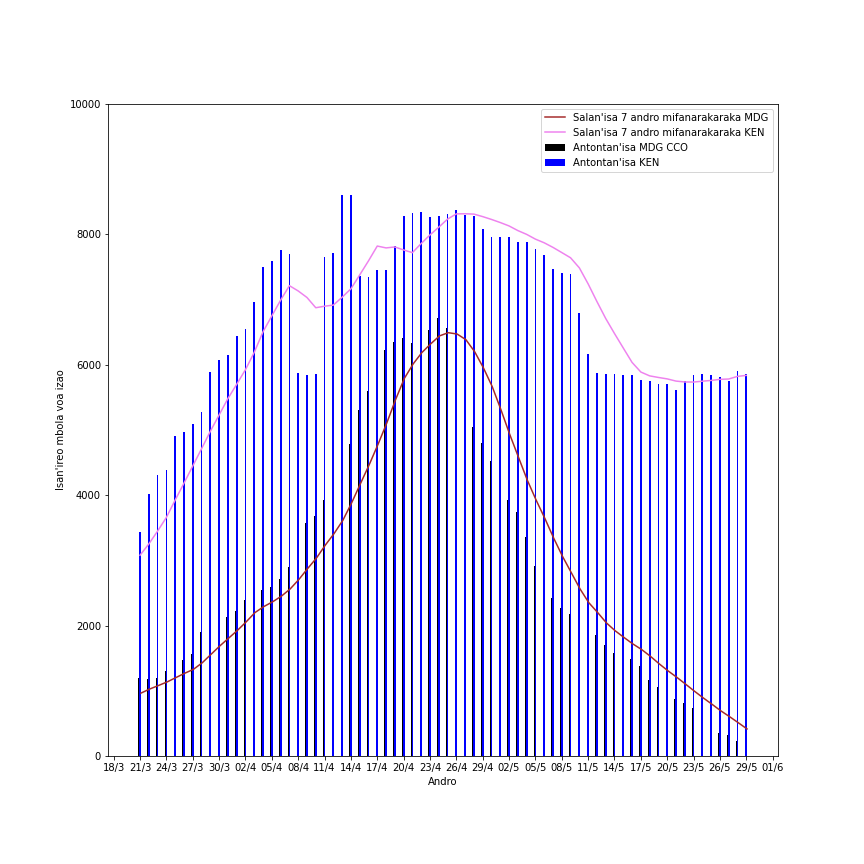 10000
8000
6000
4000
2000
0
Isan'ireo mbola voa izao
Salan'isa 7 andro mifanarakaraka MDG
Salan'isa 7 andro mifanarakaraka KEN
Antontan'isa MDG CCO
Antontan'isa KEN
18/3 21/3 24/3 27/3 30/3 02/4 05/4 08/4 11/4 14/4 17/4 20/4 23/4 26/4 29/4 02/5 05/5 08/5 11/5 14/5 17/5 20/5 23/5 26/5 29/5 01/6
Andro